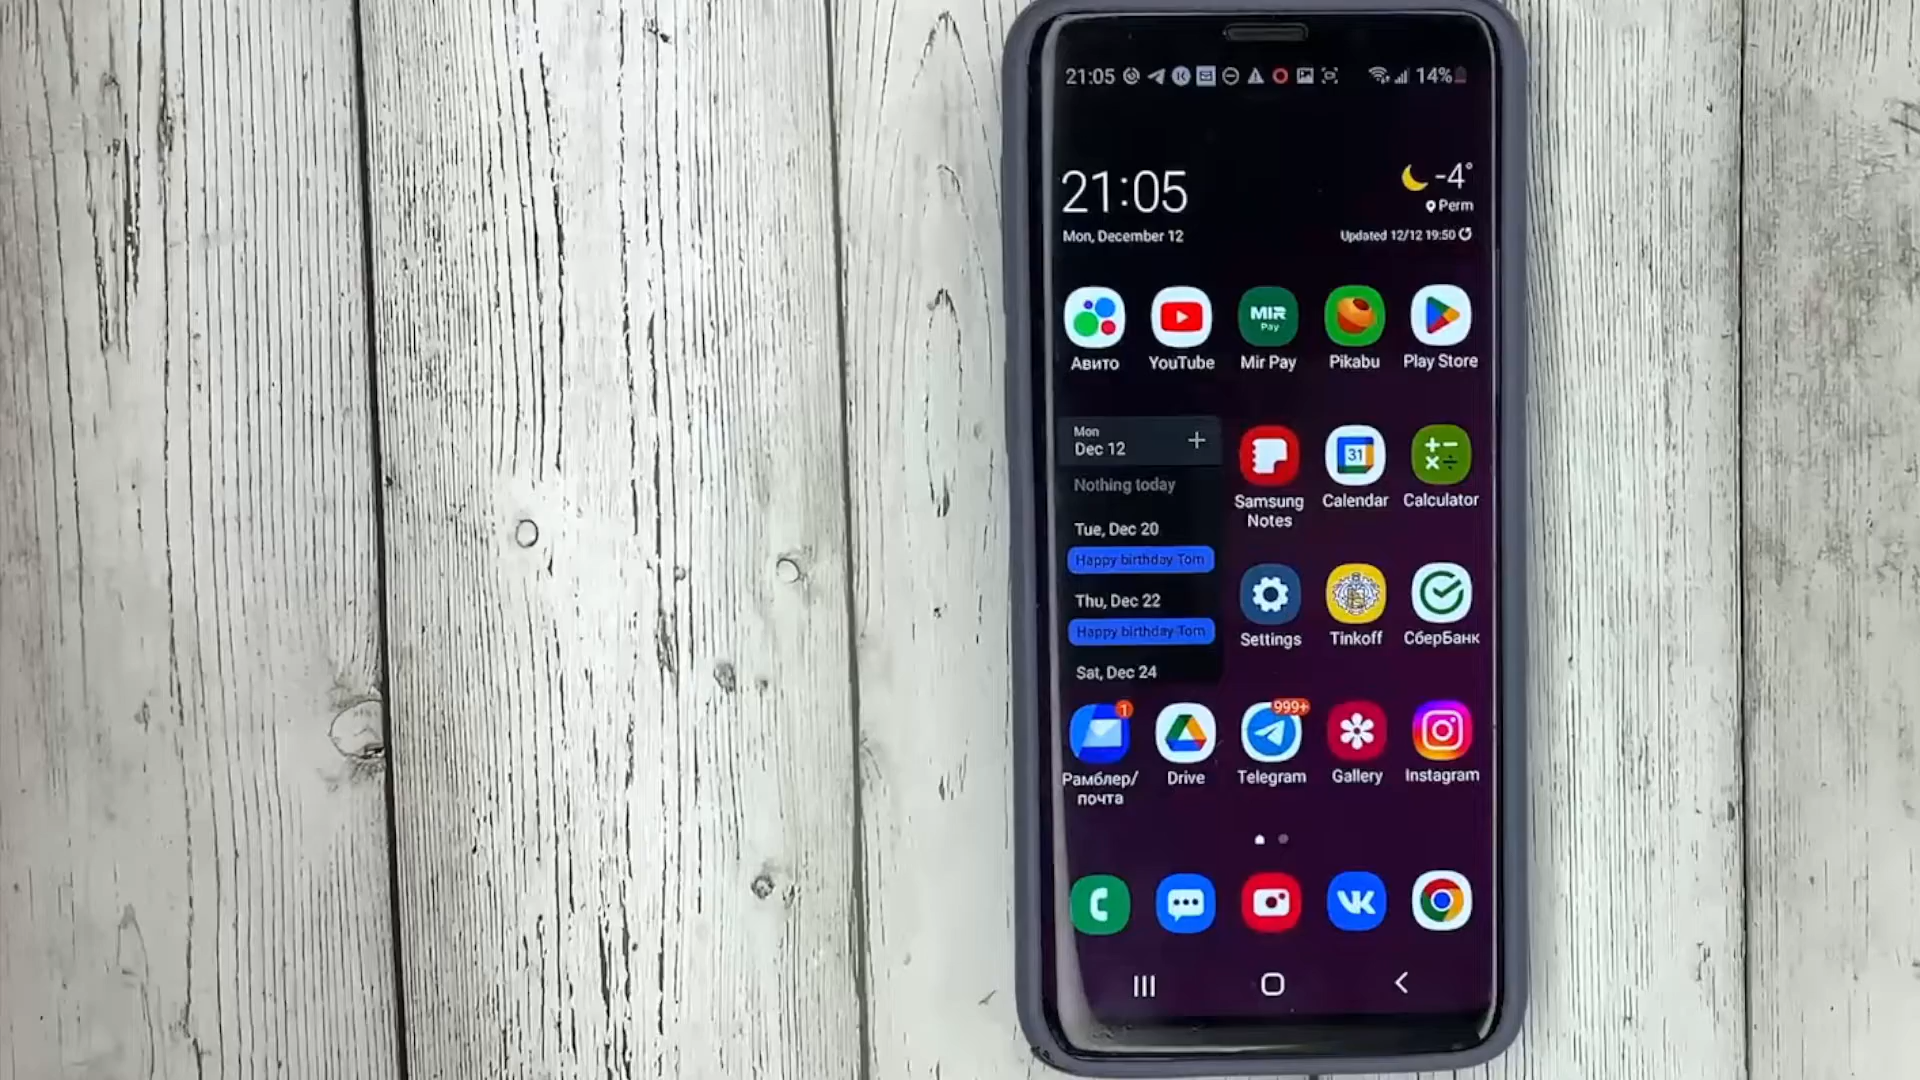 21:05
14%
21:05
-4°
Perm
Mon, December 12
Updated 12/12 19:50
MIR
Pay
Авито
YouTube
Mir Pay
Pikabu
Play Store
Mon
Dec 12
Nothing today
Tue, Dec 20
Happy birthday Tom
Thu, Dec 22
Happy birthday Tom
Sat, Dec 24
31
Samsung
Notes
Calendar
Calculator
Settings
Tinkoff
СберБанк
1
999+
Рамблер/
почта
Drive
Telegram
Gallery
Instagram